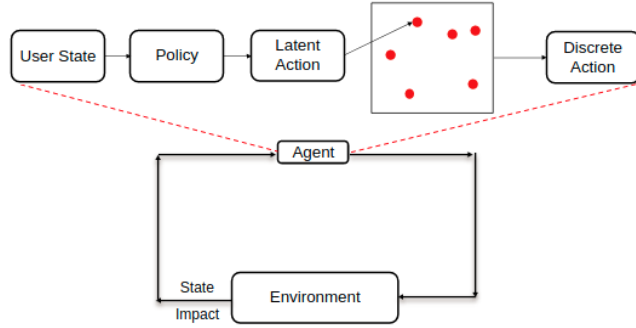 User State
Policy
Latent
Action
Discrete
Action
Agent
State
Impact
Environment